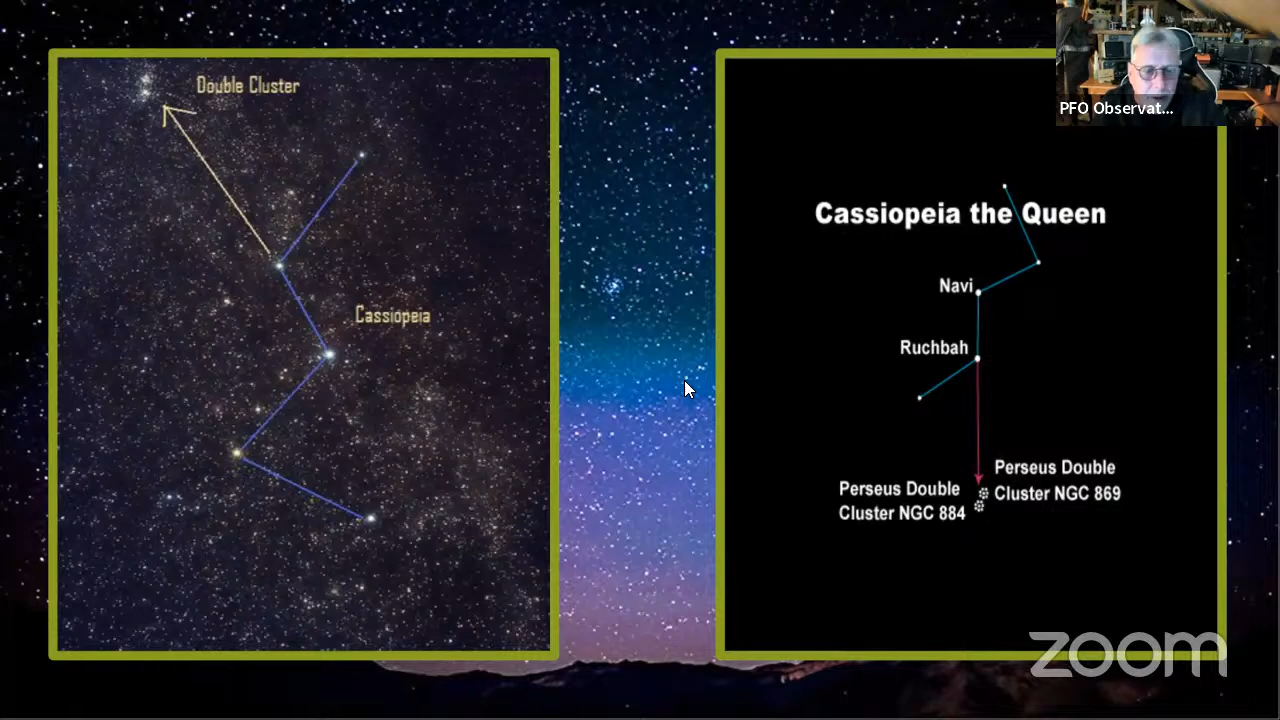 Double Cluster
Cassiopeia
PFO Observat...
Cassiopeia the Queen
Navi
Ruchbah
Perseus Double
Cluster NGC 869
Perseus Double
Cluster NGC 884
zoom